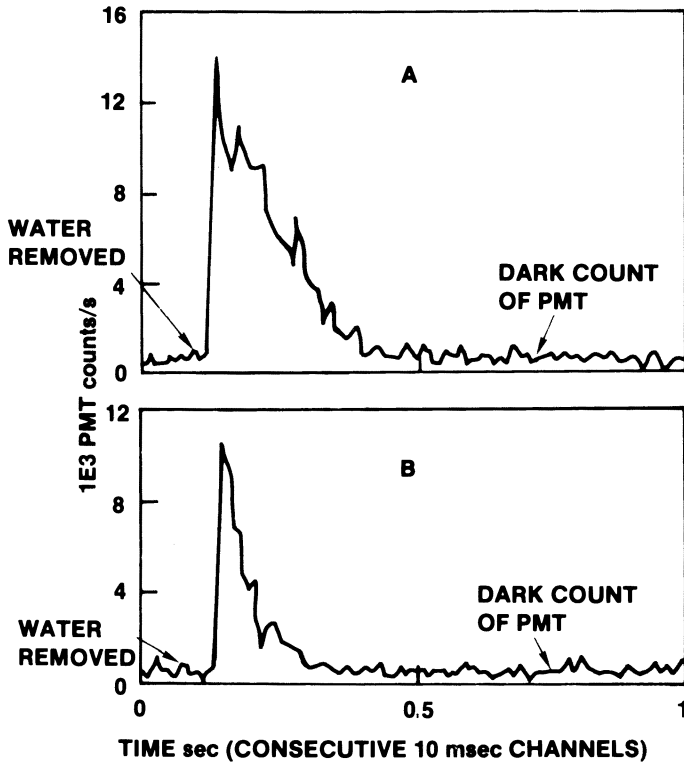 16
A
12
8
WATER
REMOVED
DARK COUNT
OF PMT
4
0
1E3 PMT counts/s
12
B
8
4
DARK COUNT
OF PMT
WATER
REMOVED
0
0
0.5
1
TIME sec (CONSECUTIVE 10 msec CHANNELS)